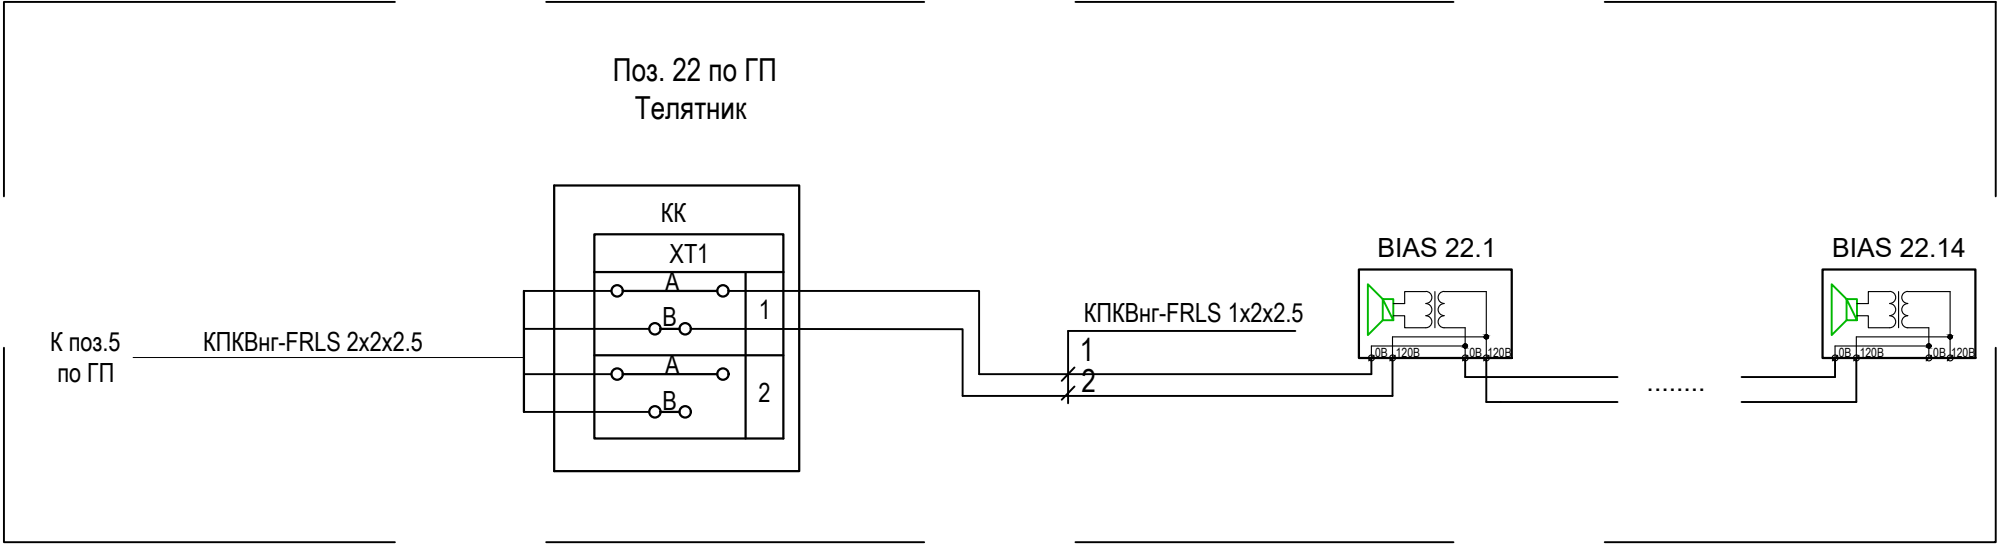 Поз. 22 по ГП
Телятник
КК
ХТ1
А
1
В
А
2
В
К поз.5
по ГП
КПКВнг-FRLS 2х2х2.5
КПКВнг-FRLS 1х2х2.5
1
2
BIAS 22.1
0В 120В 0В 120В
........
BIAS 22.14
0В 120В 0В 120В